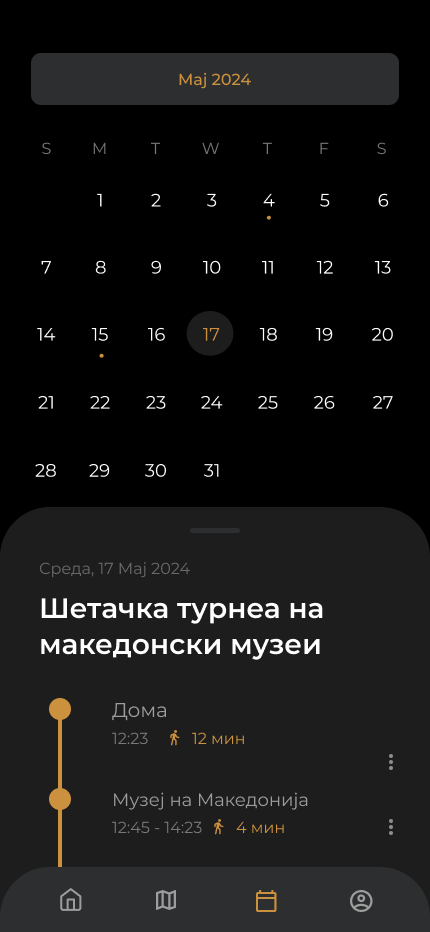 Мај 2024
S M T W T F S
1 2 3 4 5 6
7 8 9 10 11 12 13
14 15 16 17 18 19 20
21 22 23 24 25 26 27
28 29 30 31
Среда, 17 Мај 2024
Шетачка турнеа на
македонски музеи
Дома
12:23 12 мин
Музеј на Македонија
12:45 - 14:23 4 мин